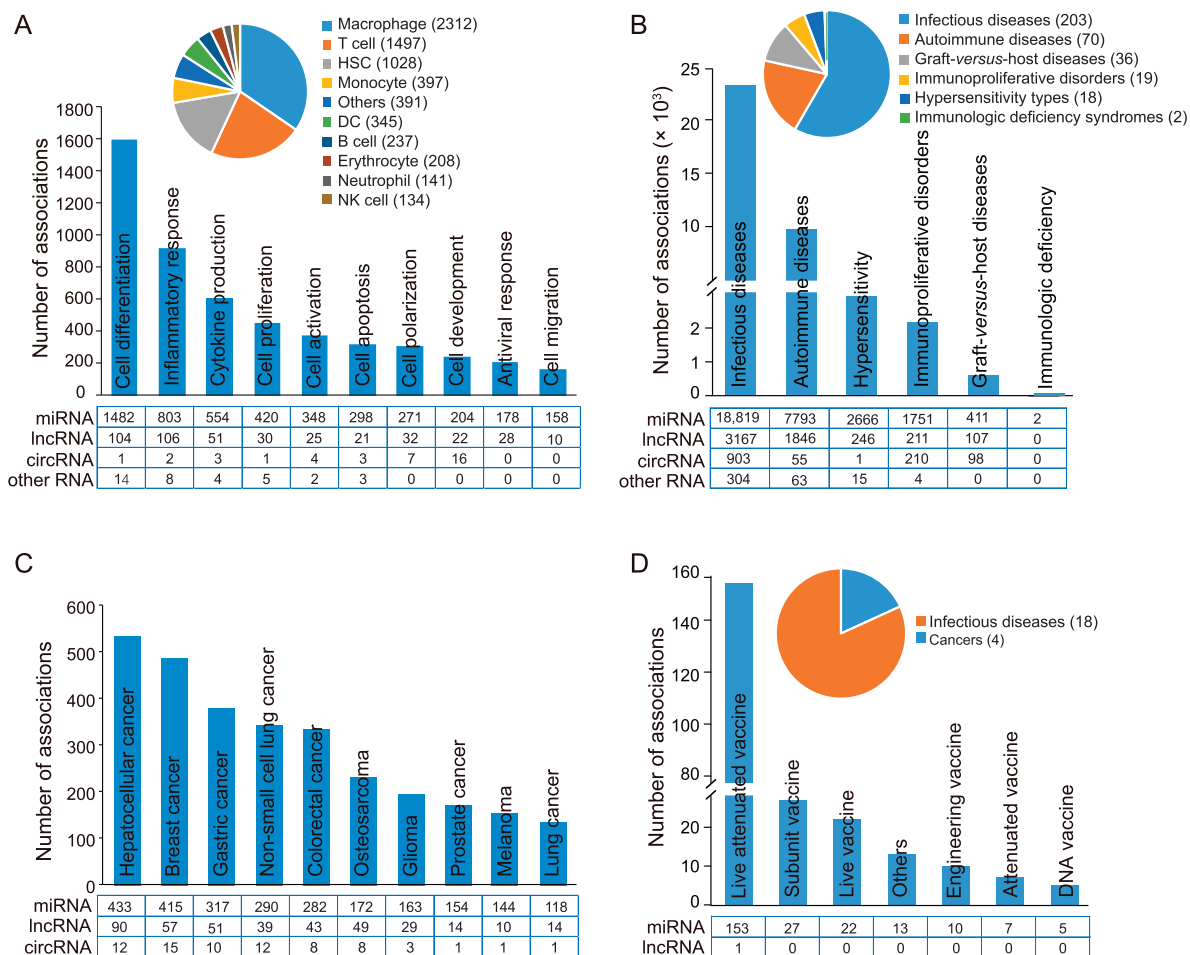 A
Macrophage (2312)
T cell (1497)
HSC (1028)
Monocyte (397)
Others (391)
DC (345)
B cell (237)
Erythrocyte (208)
Neutrophil (141)
NK cell (134)
Number of associations
1800
1600
1400
1200
1000
800
600
400
200
0
Cell differentiation
Inflammatory response
Cytokine production
Cell proliferation
Cell activation
Cell apoptosis
Cell polarization
Cell development
Antiviral response
Cell migration
miRNA 1482 803 554 420 348 298 271 204 178 158
lncRNA 104 106 51 30 25 21 32 22 28 10
circRNA 1 2 3 1 4 3 7 16 0 0
other RNA 14 8 4 5 2 3 0 0 0 0
B
Infectious diseases (203)
Autoimmune diseases (70)
Graft-versus-host diseases (36)
Immunoproliferative disorders (19)
Hypersensitivity types (18)
Immunologic deficiency syndromes (2)
Number of associations (× 10³)
25
20
15
10
2
1
0
Infectious diseases
Autoimmune diseases
Hypersensitivity
Immunoproliferative disorders
Graft-versus-host diseases
Immunologic deficiency
miRNA 18,819 7793 2666 1751 411 2
lncRNA 3167 1846 246 211 107 0
circRNA 903 55 1 210 98 0
other RNA 304 63 15 4 0 0
C
Number of associations
600
500
400
300
200
100
0
Hepatocellular cancer
Breast cancer
Gastric cancer
Non-small cell lung cancer
Colorectal cancer
Osteosarcoma
Glioma
Prostate cancer
Melanoma
Lung cancer
miRNA 433 415 317 290 282 172 163 154 144 118
lncRNA 90 57 51 39 43 49 29 14 10 14
circRNA 12 15 10 12 8 8 3 1 1 1
D
Infectious diseases (18)
Cancers (4)
Number of associations
160
140
120
100
80
20
10
0
Live attenuated vaccine
Subunit vaccine
Live vaccine
Others
Engineering vaccine
Attenuated vaccine
DNA vaccine
miRNA 153 27 22 13 10 7 5
lncRNA 1 0 0 0 0 0 0